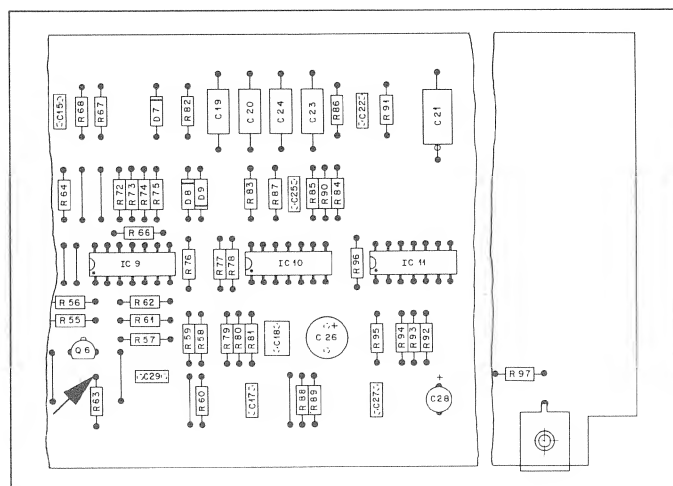 C15 R68 R67 D7 R82 C19 C20 C24 C23 R86 C22 R91 C21
R64 R72 R73 R74 R75 D8 D9 R83 R87 C25 R85 R90 R84
R66
IC 9 R76 R77 R78 IC 10 R96 IC 11
R56 R62
R55 R61
R57 R59 R58 R79 R80 R81 C18 C 26 + R95 R94 R93 R92
Q6
C29 R97
R63 R60 C17 R88 R89 C27 + C28